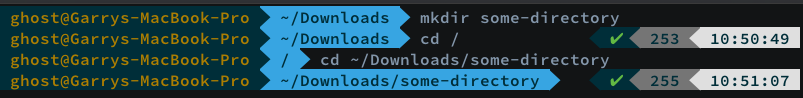 ghost@Garrys-MacBook-Pro ~/Downloads mkdir some-directory
ghost@Garrys-MacBook-Pro ~/Downloads cd / ✔ 253 10:50:49
ghost@Garrys-MacBook-Pro / cd ~/Downloads/some-directory
ghost@Garrys-MacBook-Pro ~/Downloads/some-directory ✔ 255 10:51:07